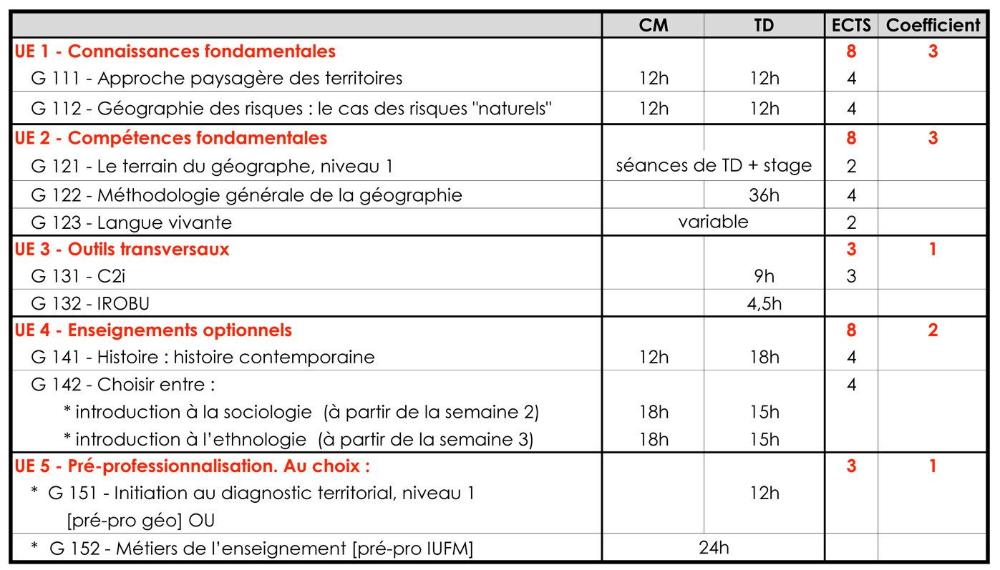 CM TD ECTS Coefficient
UE 1 - Connaissances fondamentales 8 3
G 111 - Approche paysagère des territoires 12h 12h 4
G 112 - Géographie des risques : le cas des risques "naturels" 12h 12h 4
UE 2 - Compétences fondamentales 8 3
G 121 - Le terrain du géographe, niveau 1 séances de TD + stage 2
G 122 - Méthodologie générale de la géographie 36h 4
G 123 - Langue vivante variable 2
UE 3 - Outils transversaux 3 1
G 131 - C2i 9h 3
G 132 - IROBU 4,5h
UE 4 - Enseignements optionnels 8 2
G 141 - Histoire : histoire contemporaine 12h 18h 4
G 142 - Choisir entre : 4
* introduction à la sociologie (à partir de la semaine 2) 18h 15h
* introduction à l’ethnologie (à partir de la semaine 3) 18h 15h
UE 5 - Pré-professionnalisation. Au choix : 3 1
* G 151 - Initiation au diagnostic territorial, niveau 1 12h
[pré-pro géo] OU
* G 152 - Métiers de l’enseignement [pré-pro IUFM] 24h